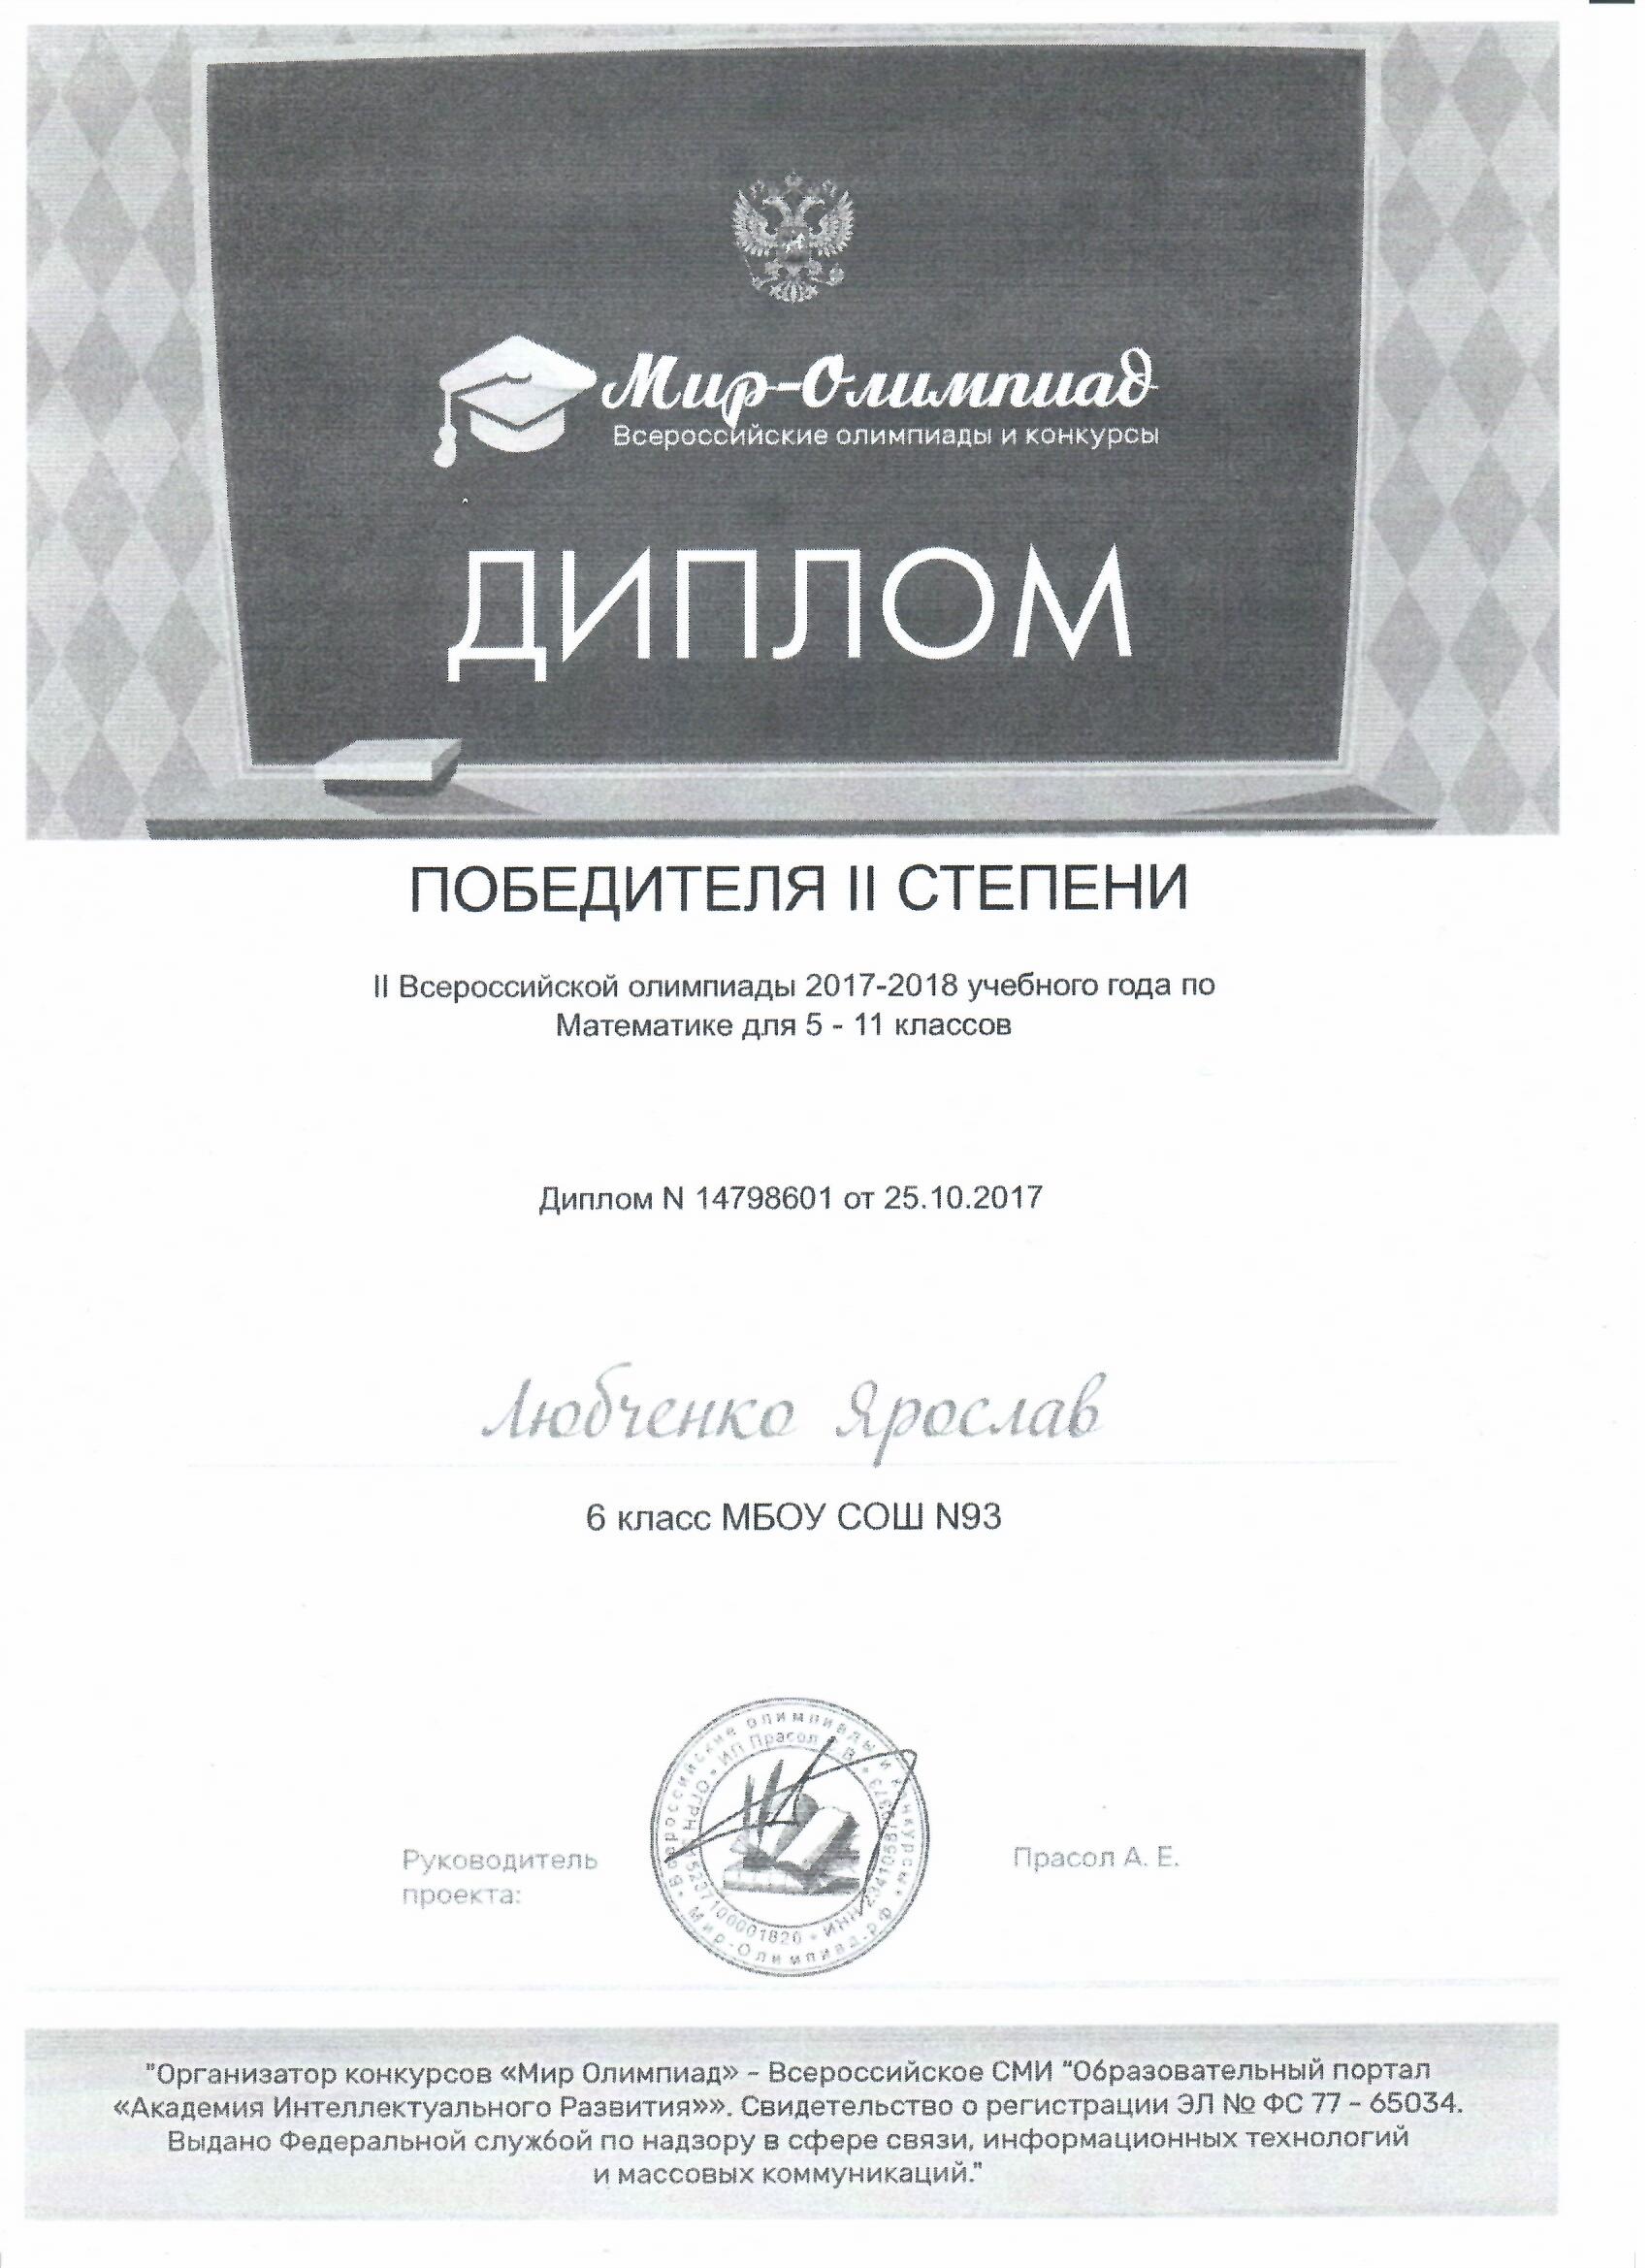 Мир-Олимпиад
Всероссийские олимпиады и конкурсы
ДИПЛОМ
ПОБЕДИТЕЛЯ II СТЕПЕНИ
II Всероссийской олимпиады 2017-2018 учебного года по
Математике для 5 - 11 классов
Диплом N 14798601 от 25.10.2017
Любченко Ярослав
6 класс МБОУ СОШ N93
Всероссийские олимпиады и конкурсы • Мир-Олимпиад.рф •
ИП Прасол • ОГРН • ИНН
Руководитель
проекта:
Прасол А. Е.
"Организатор конкурсов «Мир Олимпиад» – Всероссийское СМИ "Образовательный портал
«Академия Интеллектуального Развития»». Свидетельство о регистрации ЭЛ № ФС 77 – 65034.
Выдано Федеральной службой по надзору в сфере связи, информационных технологий
и массовых коммуникаций."